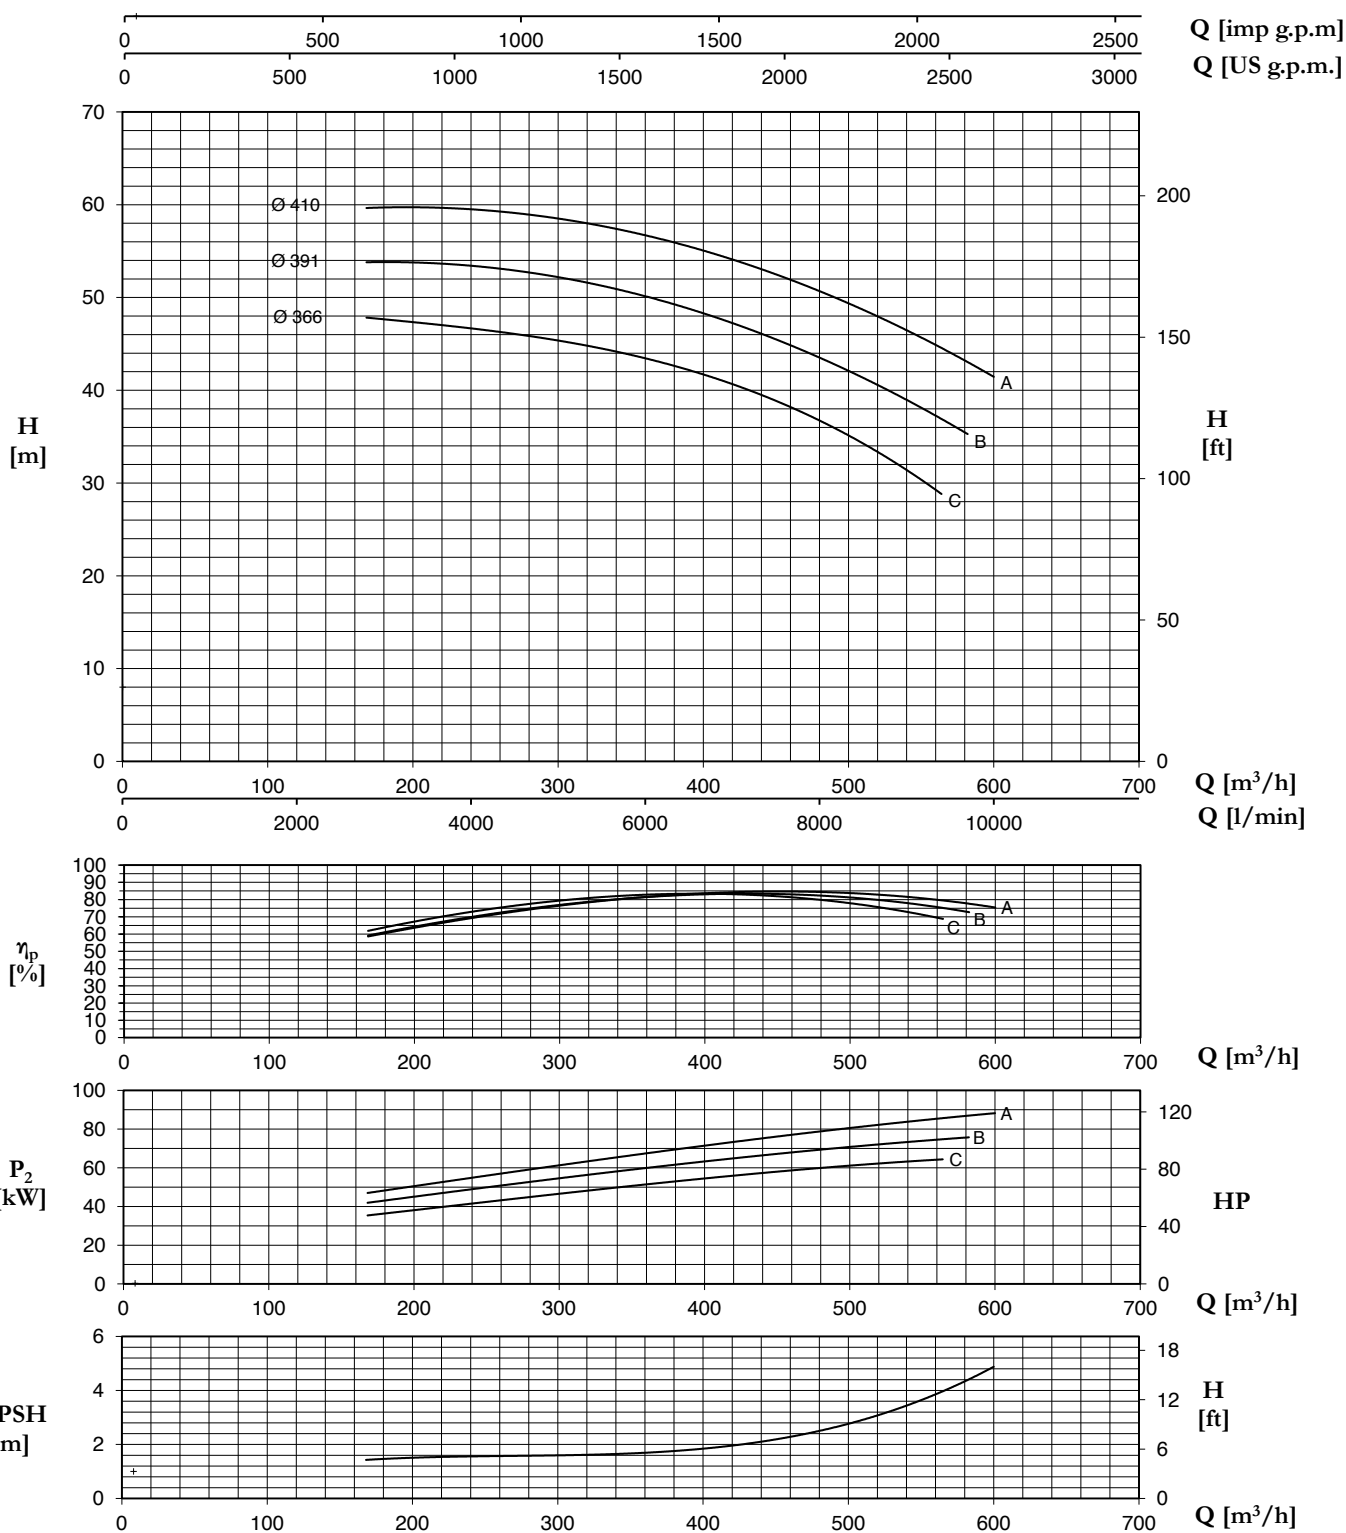 0 500 1000 1500 2000 2500 Q [imp g.p.m]
0 500 1000 1500 2000 2500 3000 Q [US g.p.m.]
70
60
50
40
30
20
10
0
H
[m]
Ø 410
Ø 391
Ø 366
A
B
C
200
150
100
50
0
H
[ft]
0 100 200 300 400 500 600 700 Q [m³/h]
0 2000 4000 6000 8000 10000 Q [l/min]
100
90
80
70
60
50
40
30
20
10
0
ηp
[%]
A
B
C
0 100 200 300 400 500 600 700 Q [m³/h]
100
80
60
40
20
0
P₂
kW]
A
B
C
120
80
40
0
HP
0 100 200 300 400 500 600 700 Q [m³/h]
6
4
2
0
PSH
m]
18
12
6
0
H
[ft]
0 100 200 300 400 500 600 700 Q [m³/h]